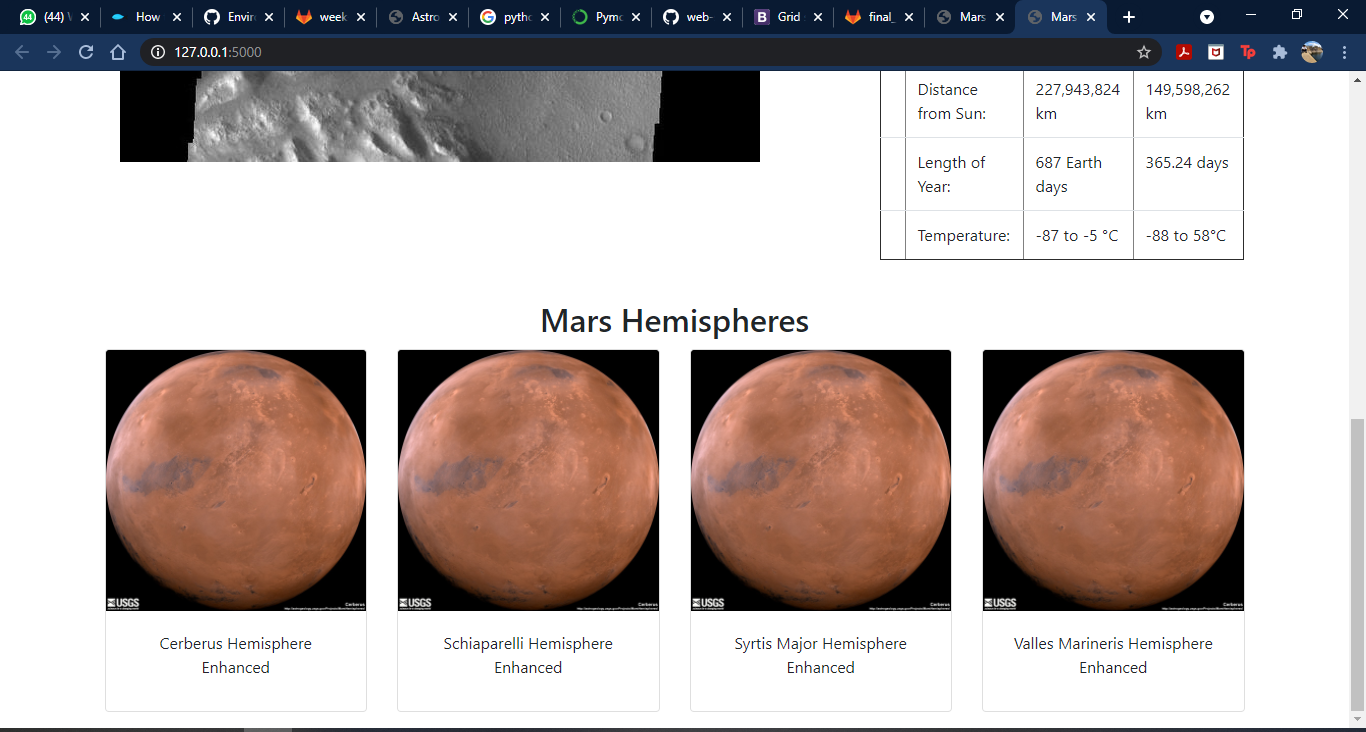 44 (44) W
How
Envir
week
Astro
pytho
Pymo
web-
B Grid
final_
Mars
Mars
127.0.0.1:5000
Tp
Distance from Sun: 227,943,824 km 149,598,262 km
Length of Year: 687 Earth days 365.24 days
Temperature: -87 to -5 °C -88 to 58°C
Mars Hemispheres
USGS Cerberus
USGS Cerberus
USGS Cerberus
USGS Cerberus
Cerberus Hemisphere
Enhanced
Schiaparelli Hemisphere
Enhanced
Syrtis Major Hemisphere
Enhanced
Valles Marineris Hemisphere
Enhanced